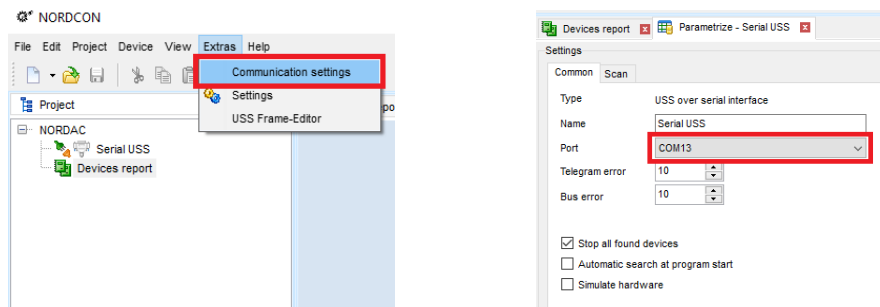 NORDCON
File Edit Project Device View Extras Help
Communication settings
Settings
USS Frame-Editor
Project
po
NORDAC
Serial USS
Devices report
Devices report
Parametrize - Serial USS
Settings
Common Scan
Type USS over serial interface
Name Serial USS
Port COM13
Telegram error 10
Bus error 10
Stop all found devices
Automatic search at program start
Simulate hardware